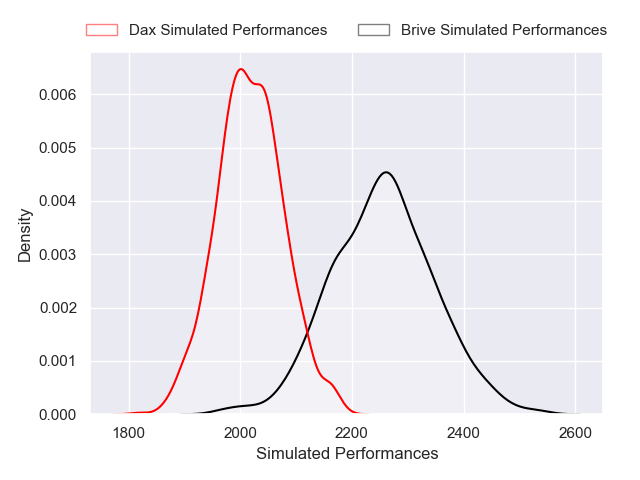 Dax Simulated Performances Brive Simulated Performances
0.006
0.005
0.004
0.003
0.002
0.001
0.000
Density
1800 2000 2200 2400 2600
Simulated Performances